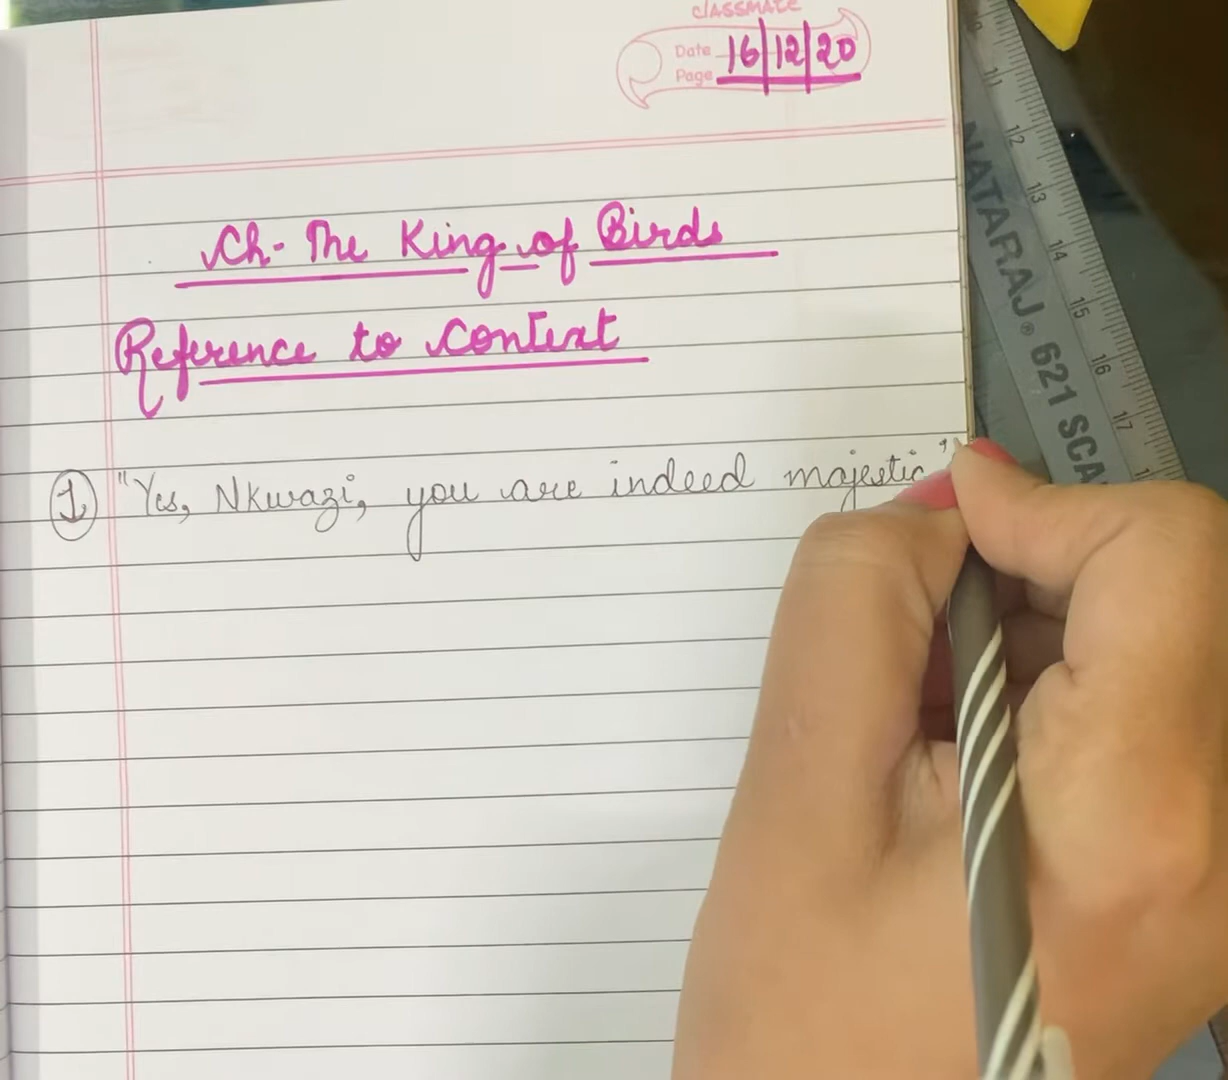 classmate
Date 16/12/20
Page
Ch- The King of Birds
Reference to Context
1. "Yes, Nkwazi, you are indeed majestic"
11
12
13
14
15
16
17
NATARAJ® 621 SCA